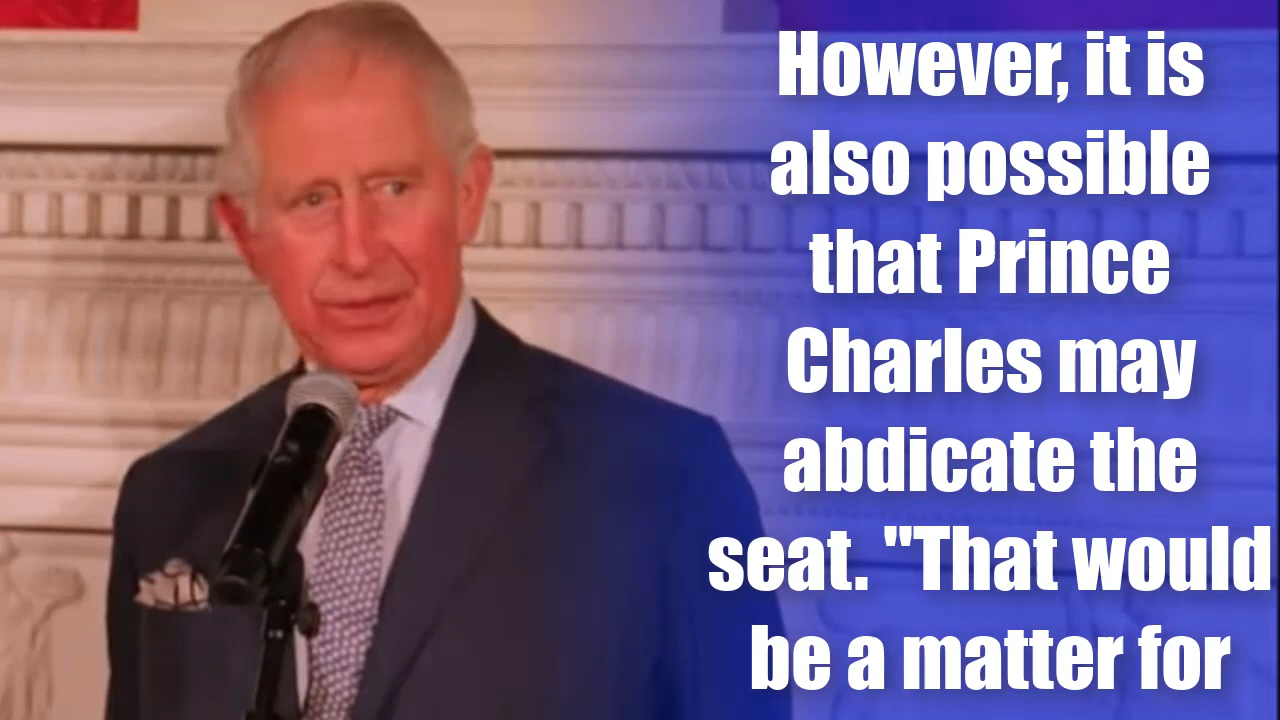 However, it is
also possible
that Prince
Charles may
abdicate the
seat. "That would
be a matter for